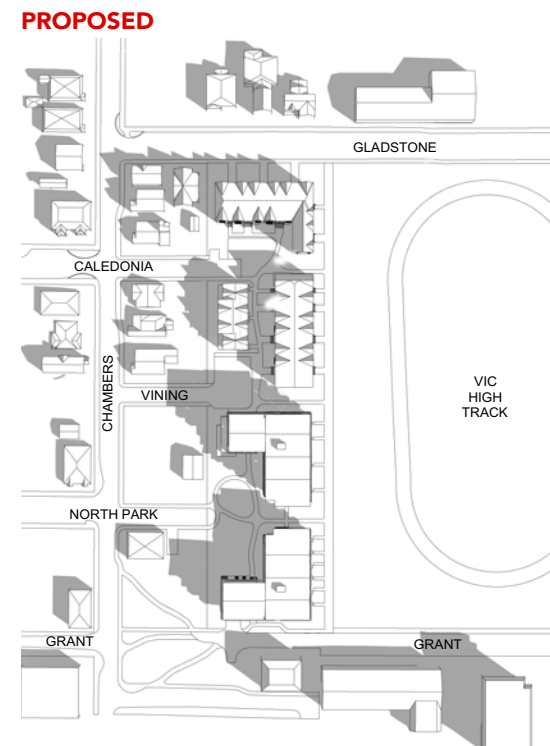 PROPOSED
GLADSTONE
CALEDONIA
CHAMBERS
VINING
VIC
HIGH
TRACK
NORTH PARK
GRANT
GRANT